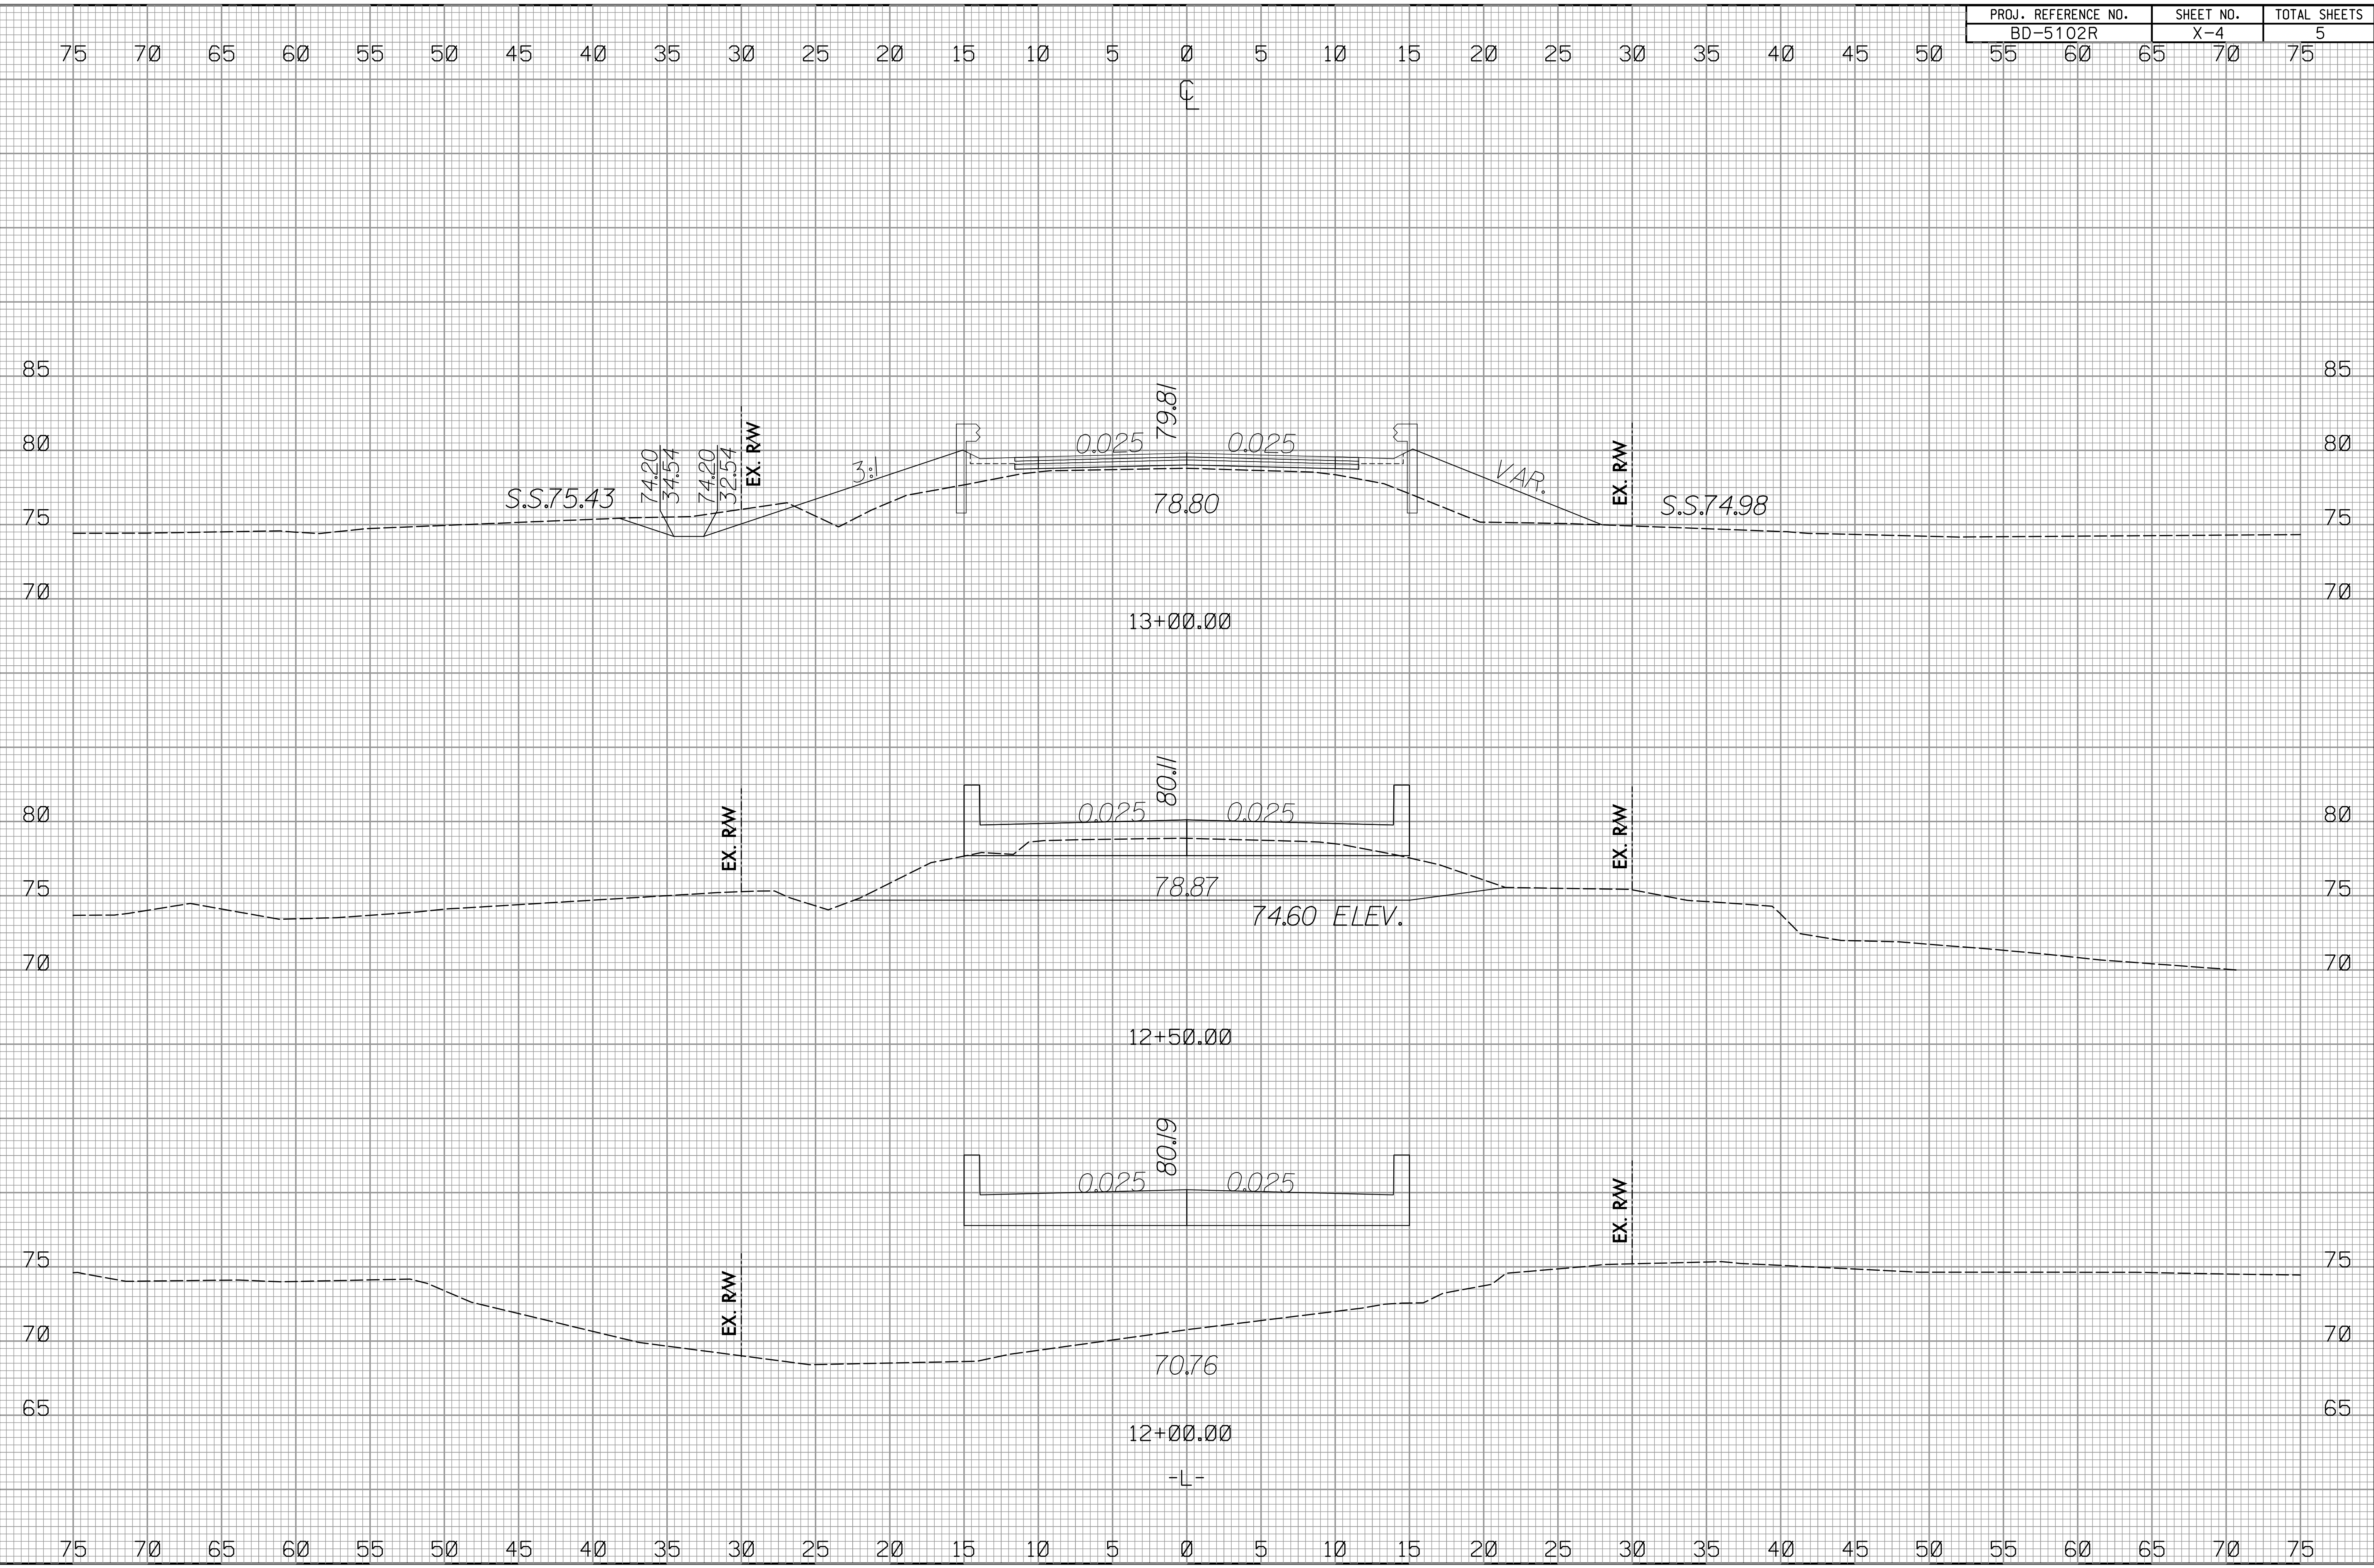 PROJ. REFERENCE NO. SHEET NO. TOTAL SHEETS
BD-5102R X-4 5
75 70 65 60 55 50 45 40 35 30 25 20 15 10 5 0 5 10 15 20 25 30 35 40 45 50 55 60 65 70 75
CL
85 85
79.81
80 0.025 0.025 80
EX. R/W
EX. R/W
3:1
VAR.
74.20
34.54
74.20
32.54
S.S.75.43
78.80
S.S.74.98
75 75
70 70
13+00.00
80.11
80 0.025 0.025 80
EX. R/W
EX. R/W
75 78.87 75
74.60 ELEV.
70 70
12+50.00
80.19
0.025 0.025
EX. R/W
75 75
EX. R/W
70 70
70.76
65 65
12+00.00
-L-
75 70 65 60 55 50 45 40 35 30 25 20 15 10 5 0 5 10 15 20 25 30 35 40 45 50 55 60 65 70 75